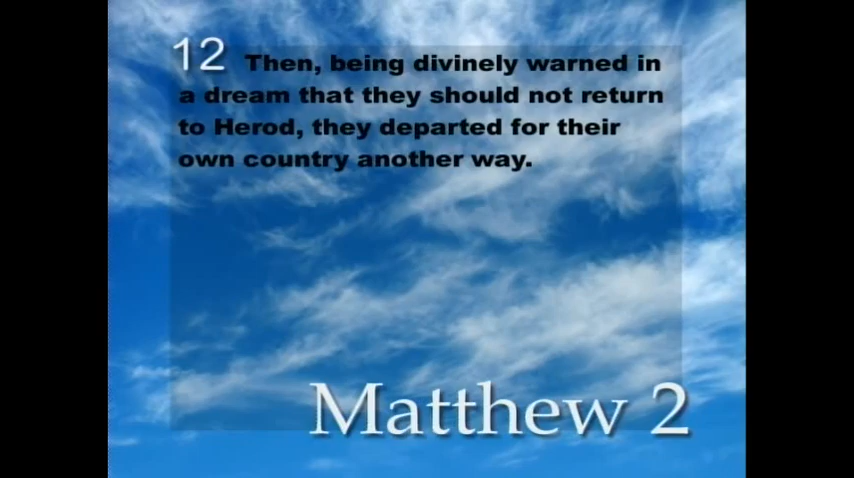 12 Then, being divinely warned in
a dream that they should not return
to Herod, they departed for their
own country another way.
Matthew 2